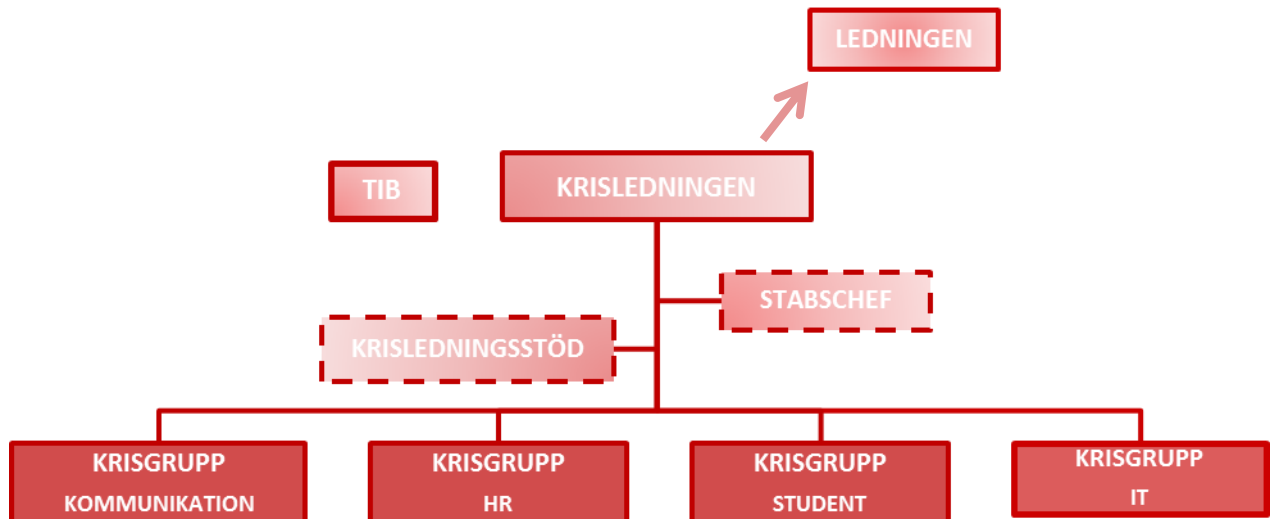 LEDNINGEN
TIB
KRISLEDNINGEN
STABSCHEF
KRISLEDNINGSSTÖD
KRISGRUPP
KOMMUNIKATION
KRISGRUPP
HR
KRISGRUPP
STUDENT
KRISGRUPP
IT